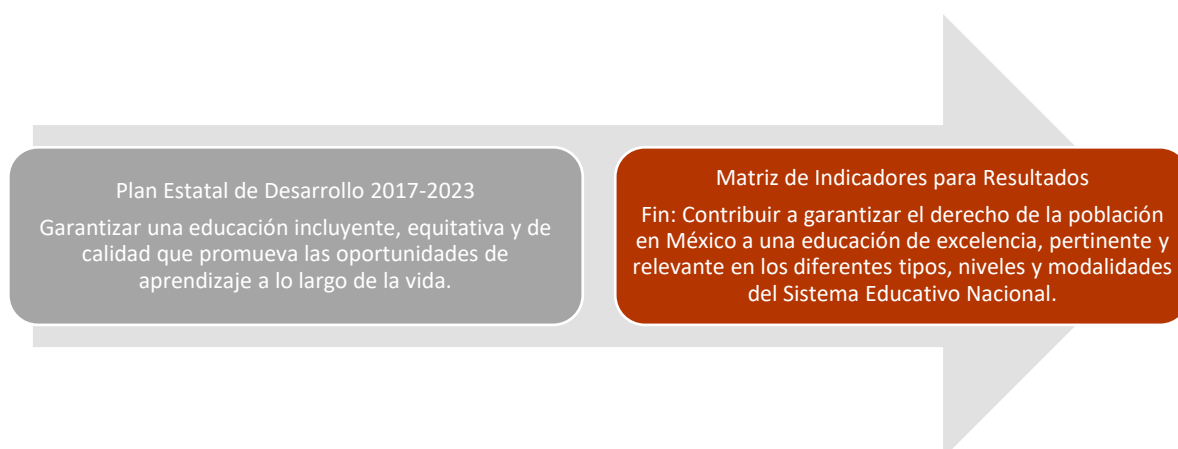 Plan Estatal de Desarrollo 2017-2023
Garantizar una educación incluyente, equitativa y de
calidad que promueva las oportunidades de
aprendizaje a lo largo de la vida.
Matriz de Indicadores para Resultados
Fin: Contribuir a garantizar el derecho de la población
en México a una educación de excelencia, pertinente y
relevante en los diferentes tipos, niveles y modalidades
del Sistema Educativo Nacional.